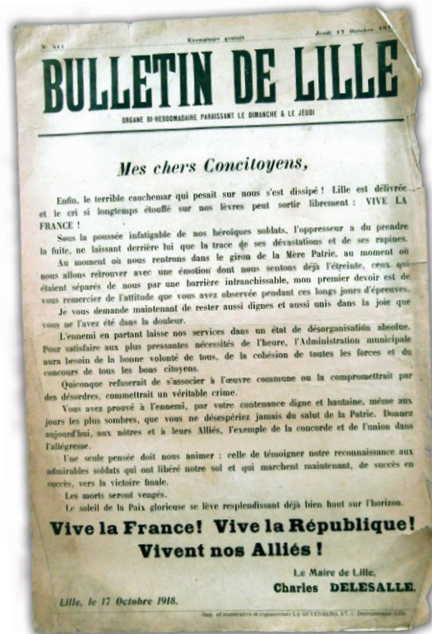 Nº 511 Exemplaire gratuit Jeudi 17 Octobre
BULLETIN DE LILLE
ORGANE BI-HEBDOMADAIRE PARAISSANT LE DIMANCHE & LE JEUDI
Mes chers Concitoyens,
Enfin, le terrible cauchemar qui pesait sur nous s'est dissipé ! Lille est délivrée
et le cri si longtemps étouffé sur nos lèvres peut sortir librement : VIVE LA
FRANCE !
Sous la poussée infatigable de nos héroïques soldats, l'oppresseur a du prendre
la fuite, ne laissant derrière lui que la trace de ses dévastations et de ses rapines.
Au moment où nous rentrons dans le giron de la Mère Patrie, au moment où
nous allons retrouver avec une émotion dont nous sentons déjà l'étreinte, ceux qui
étaient séparés de nous par une barrière infranchissable, mon premier devoir est de
vous remercier de l'attitude que vous avez observée pendant ces longs jours d'épreuves.
Je vous demande maintenant de rester aussi dignes et aussi unis dans la joie que
vous ne l'avez été dans la douleur.
L'ennemi en partant laisse nos services dans un état de désorganisation absolue.
Pour satisfaire aux plus pressantes nécessités de l'heure, l'Administration municipale
aura besoin de la bonne volonté de tous, de la cohésion de toutes les forces et du
concours de tous les bons citoyens.
Quiconque refuserait de s'associer à l'œuvre commune ou la compromettrait par
des désordres, commettrait un véritable crime.
Vous avez prouvé à l'ennemi, par votre contenance digne et hautaine, même aux
jours les plus sombres, que vous ne désespériez jamais du salut de la Patrie. Donnez
aujourd'hui, aux nôtres et à leurs Alliés, l'exemple de la concorde et de l'union dans
l'allégresse.
Une seule pensée doit nous animer : celle de témoigner notre reconnaissance aux
admirables soldats qui ont libéré notre sol et qui marchent maintenant, de succès en
succès, vers la victoire finale.
Les morts seront vengés.
Le soleil de la Paix glorieuse se lève resplendissant déjà bien haut sur l'horizon.
Vive la France! Vive la République!
Vivent nos Alliés !
Le Maire de Lille,
Charles DELESALLE.
Lille, le 17 Octobre 1918.
LA GUTENBERG